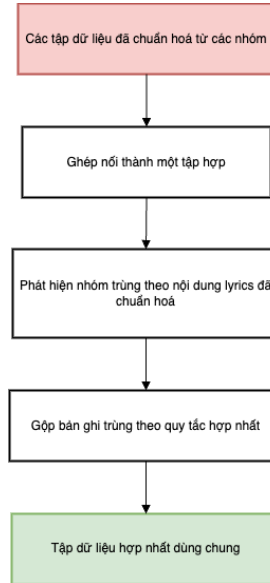 Các tập dữ liệu đã chuẩn hoá từ các nhóm
Ghép nối thành một tập hợp
Phát hiện nhóm trùng theo nội dung lyrics đã
chuẩn hoá
Gộp bản ghi trùng theo quy tắc hợp nhất
Tập dữ liệu hợp nhất dùng chung